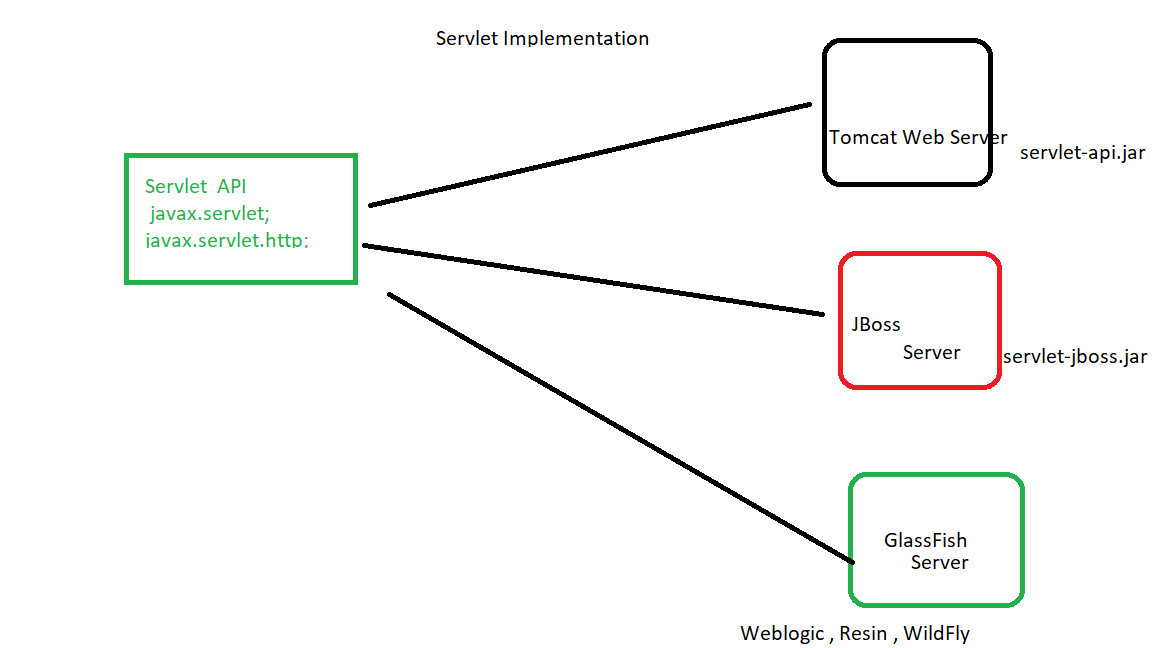 Servlet Implementation
Tomcat Web Server
servlet-api.jar
Servlet API
javax.servlet;
javax.servlet.http;
JBoss
Server
servlet-jboss.jar
GlassFish
Server
Weblogic , Resin , WildFly